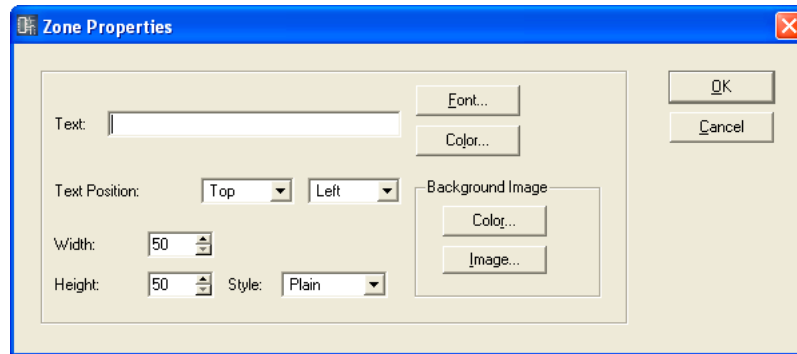 Zone Properties
Font...
OK
Text:
Color...
Cancel
Text Position: Top Left
Background Image
Color...
Width: 50
Image...
Height: 50 Style: Plain